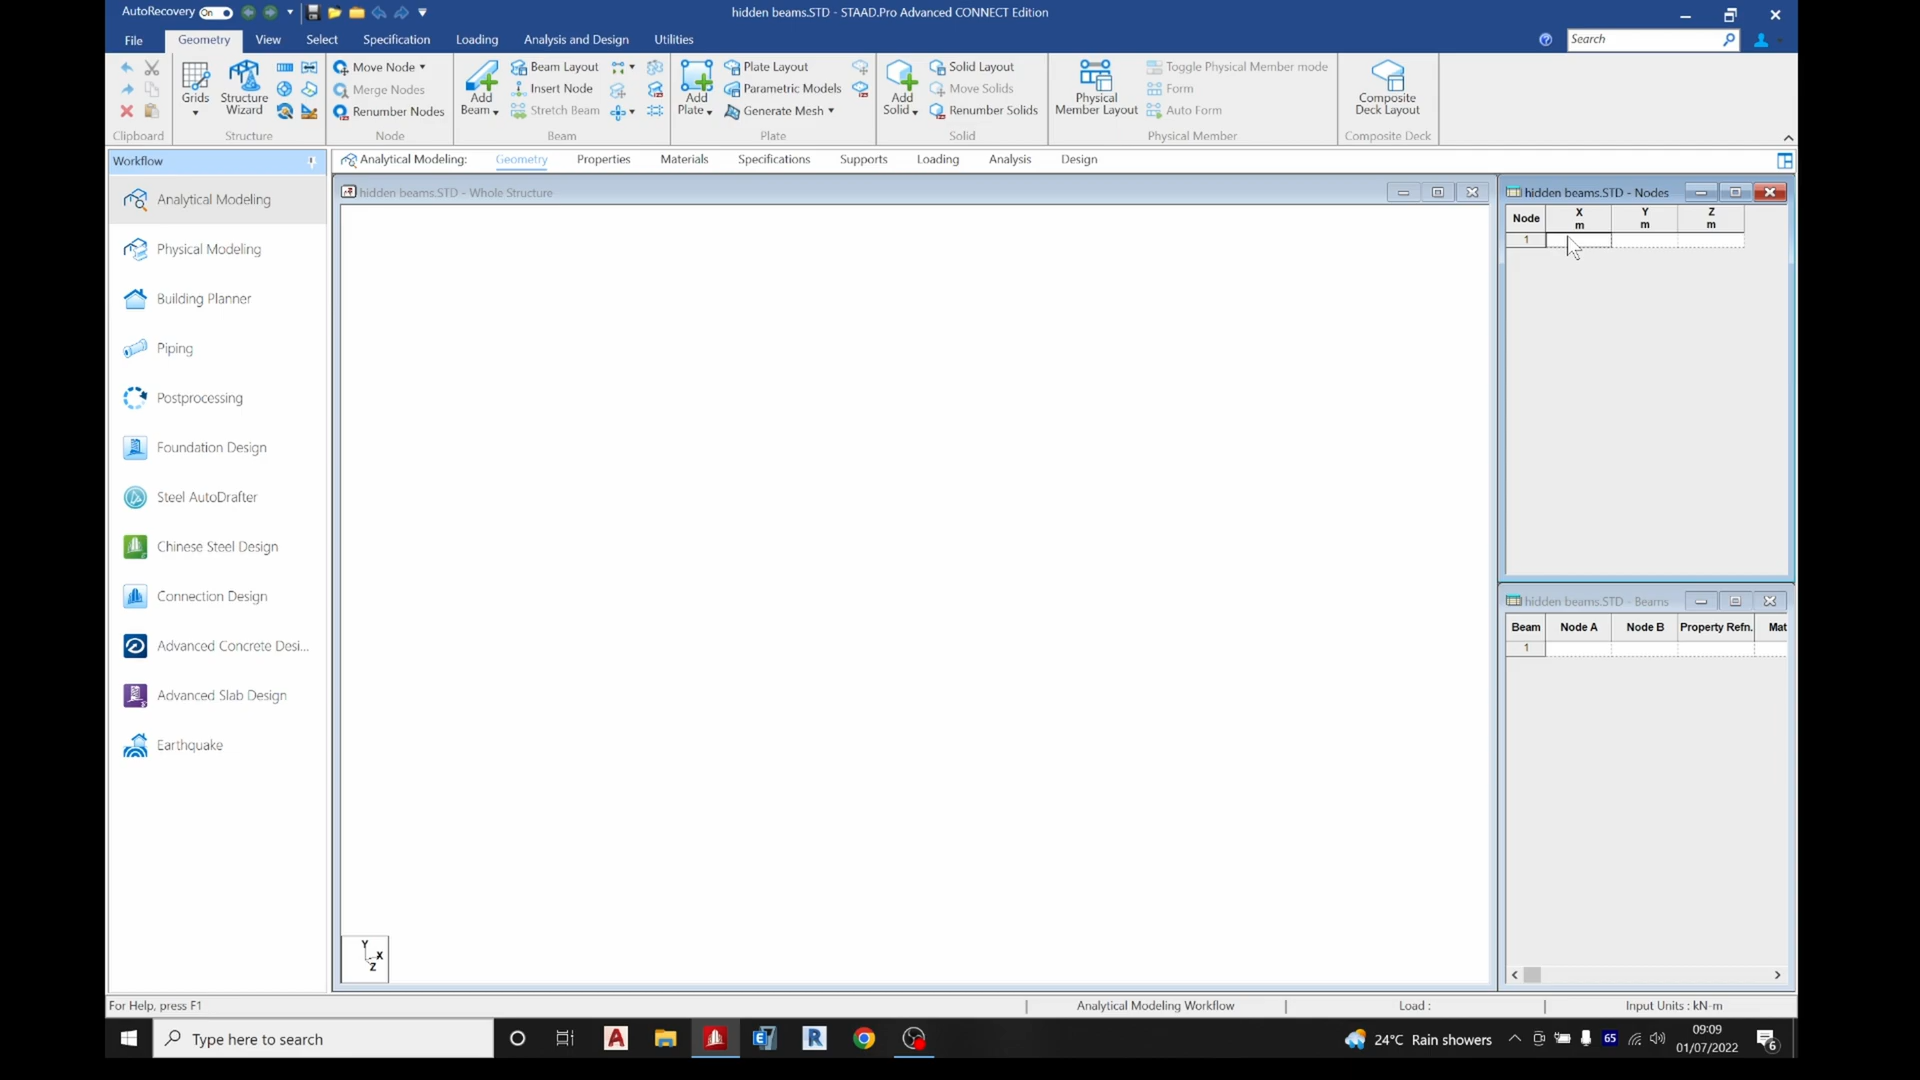 AutoRecovery On
hidden beams.STD - STAAD.Pro Advanced CONNECT Edition
File
Geometry
View
Select
Specification
Loading
Analysis and Design
Utilities
Search
Grids
Structure Wizard
Move Node
Merge Nodes
Renumber Nodes
Add Beam
Beam Layout
Insert Node
Stretch Beam
Add Plate
Plate Layout
Parametric Models
Generate Mesh
Add Solid
Solid Layout
Move Solids
Renumber Solids
Physical Member Layout
Toggle Physical Member mode
Form
Auto Form
Composite Deck Layout
Clipboard
Structure
Node
Beam
Plate
Solid
Physical Member
Composite Deck
Workflow
Analytical Modeling:
Geometry
Properties
Materials
Specifications
Supports
Loading
Analysis
Design
Analytical Modeling
Physical Modeling
Building Planner
Piping
Postprocessing
Foundation Design
Steel AutoDrafter
Chinese Steel Design
Connection Design
Advanced Concrete Desi...
Advanced Slab Design
Earthquake
hidden beams.STD - Whole Structure
Y
X
Z
hidden beams.STD - Nodes
Node X m Y m Z m
1
hidden beams.STD - Beams
Beam Node A Node B Property Refn. Mat
1
For Help, press F1
Analytical Modeling Workflow
Load :
Input Units : kN-m
Type here to search
24°C Rain showers
65
09:09
01/07/2022
6